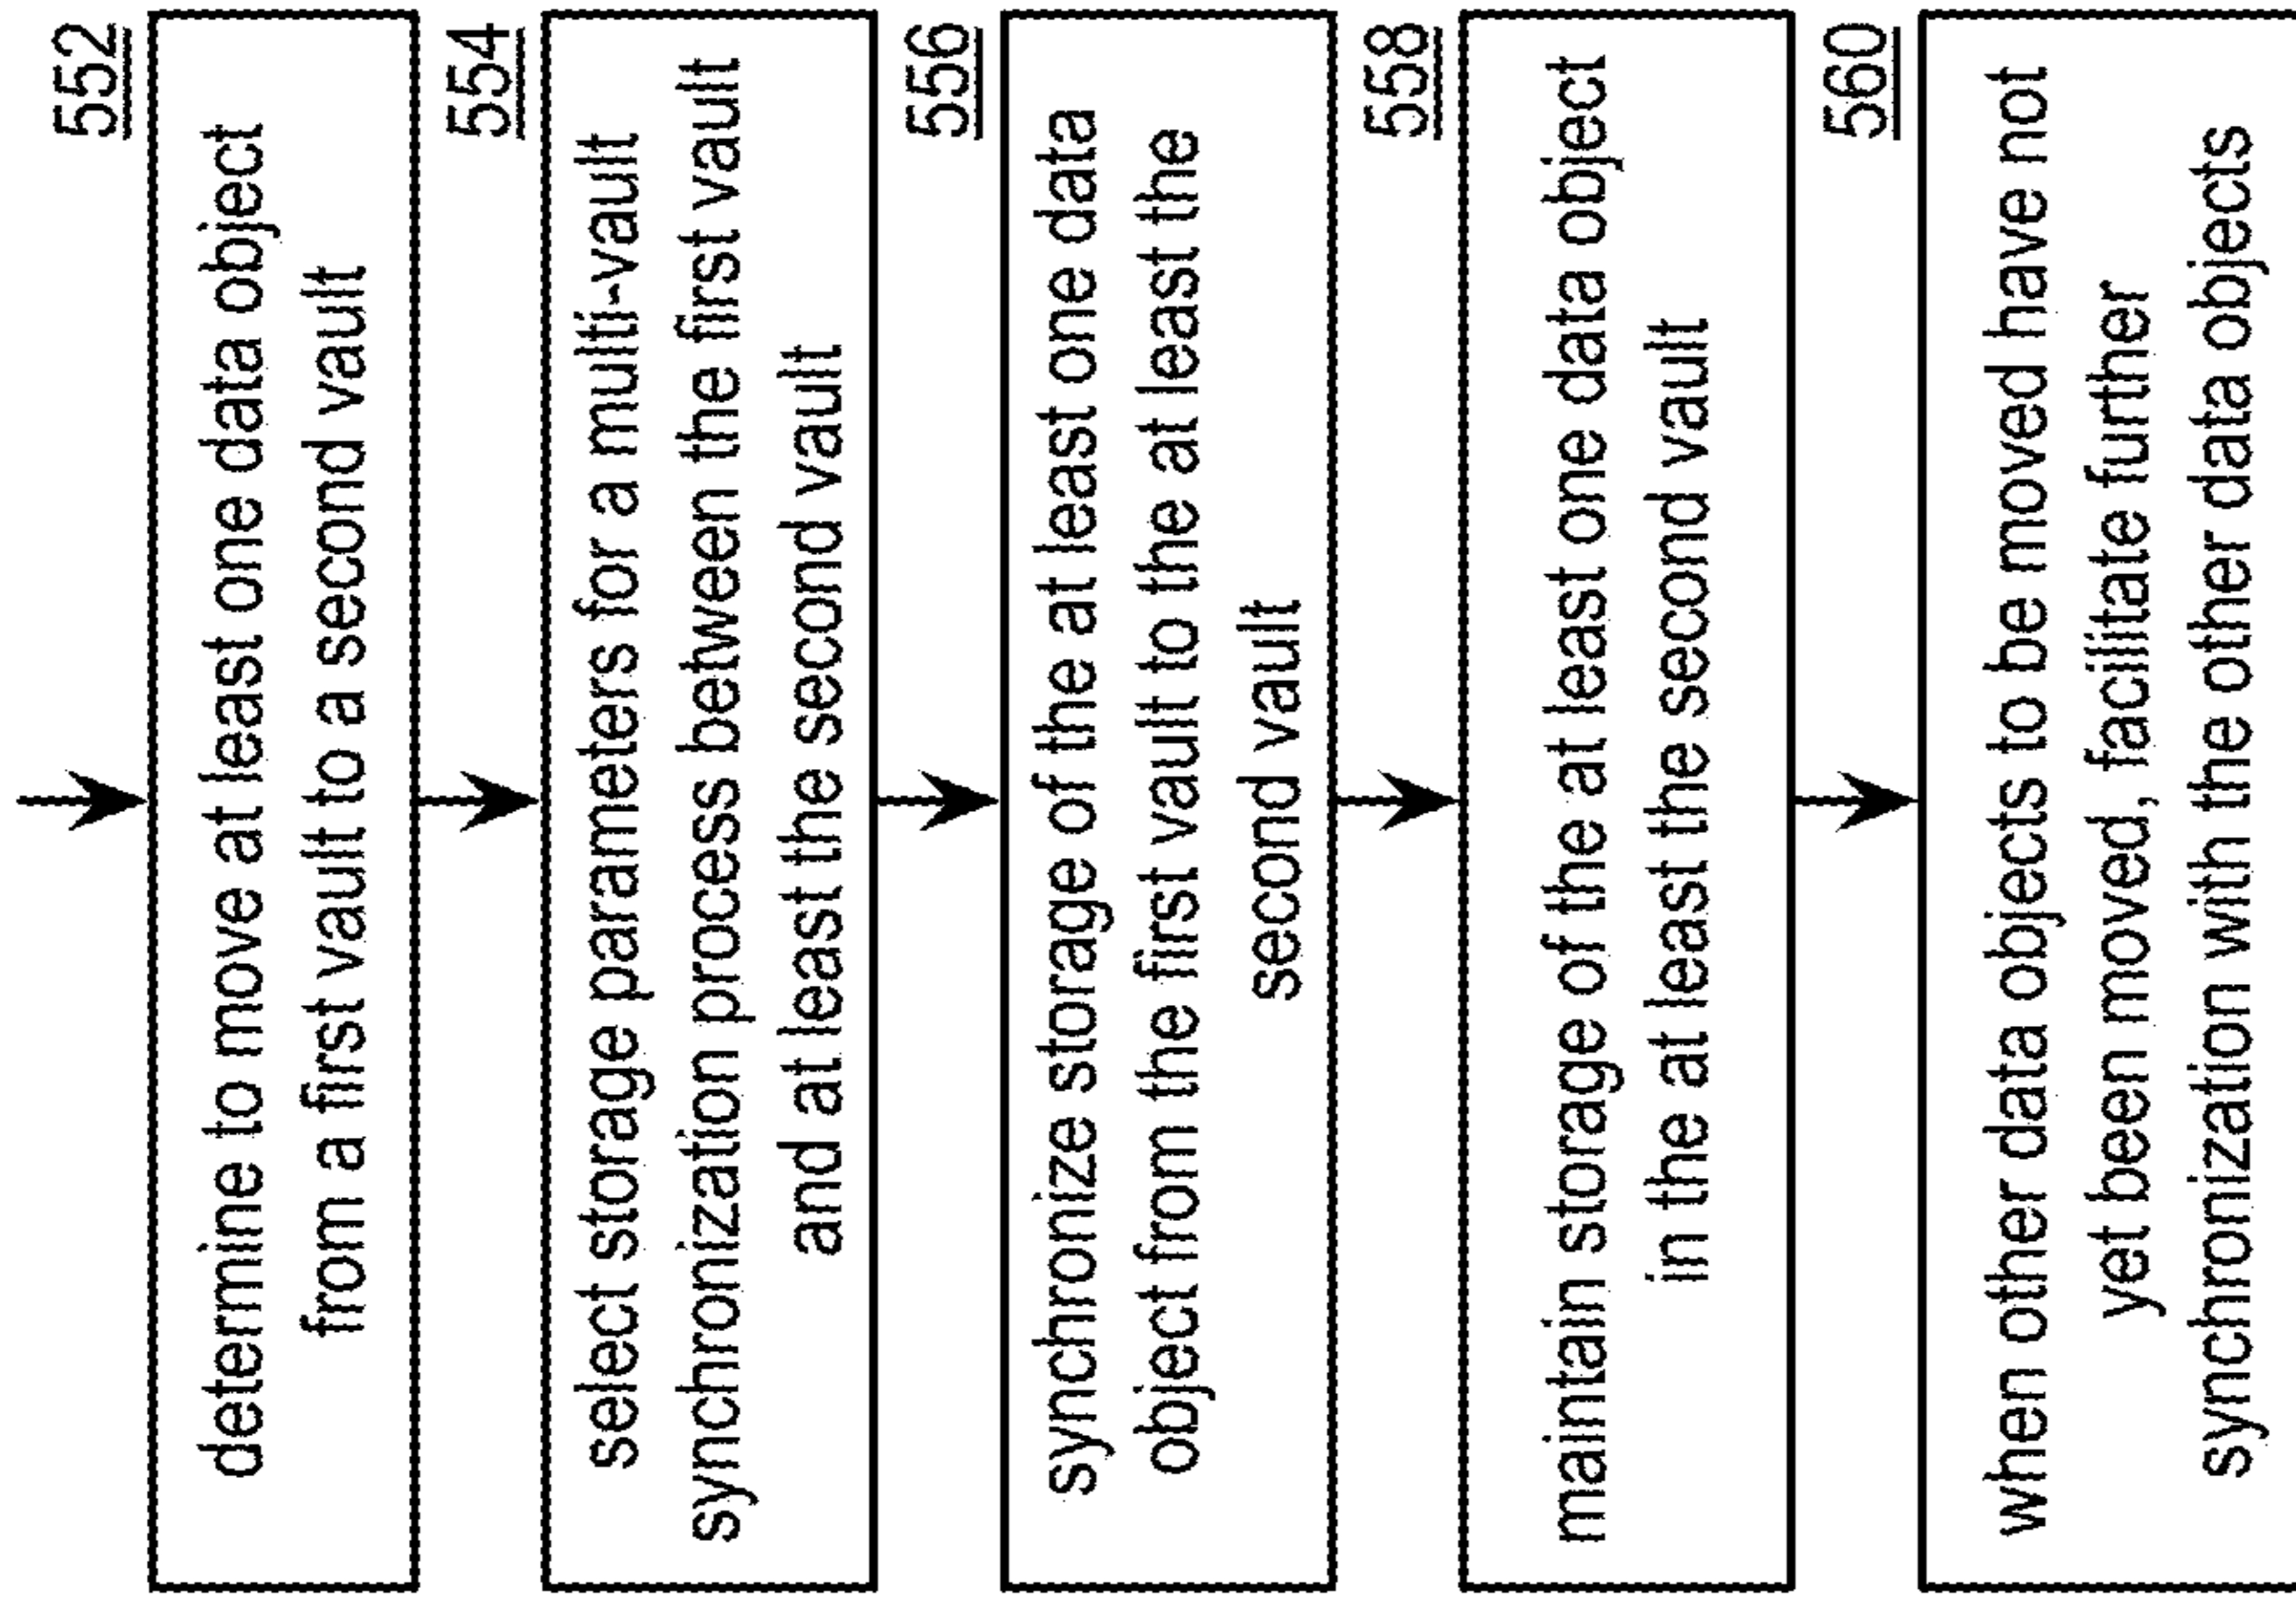 552
determine to move at least one data object
from a first vault to a second vault
554
select storage parameters for a multi-vault
synchronization process between the first vault
and at least the second vault
556
synchronize storage of the at least one data
object from the first vault to the at least the
second vault
558
maintain storage of the at least one data object
in the at least the second vault
560
when other data objects to be moved have not
yet been moved, facilitate further
synchronization with the other data objects